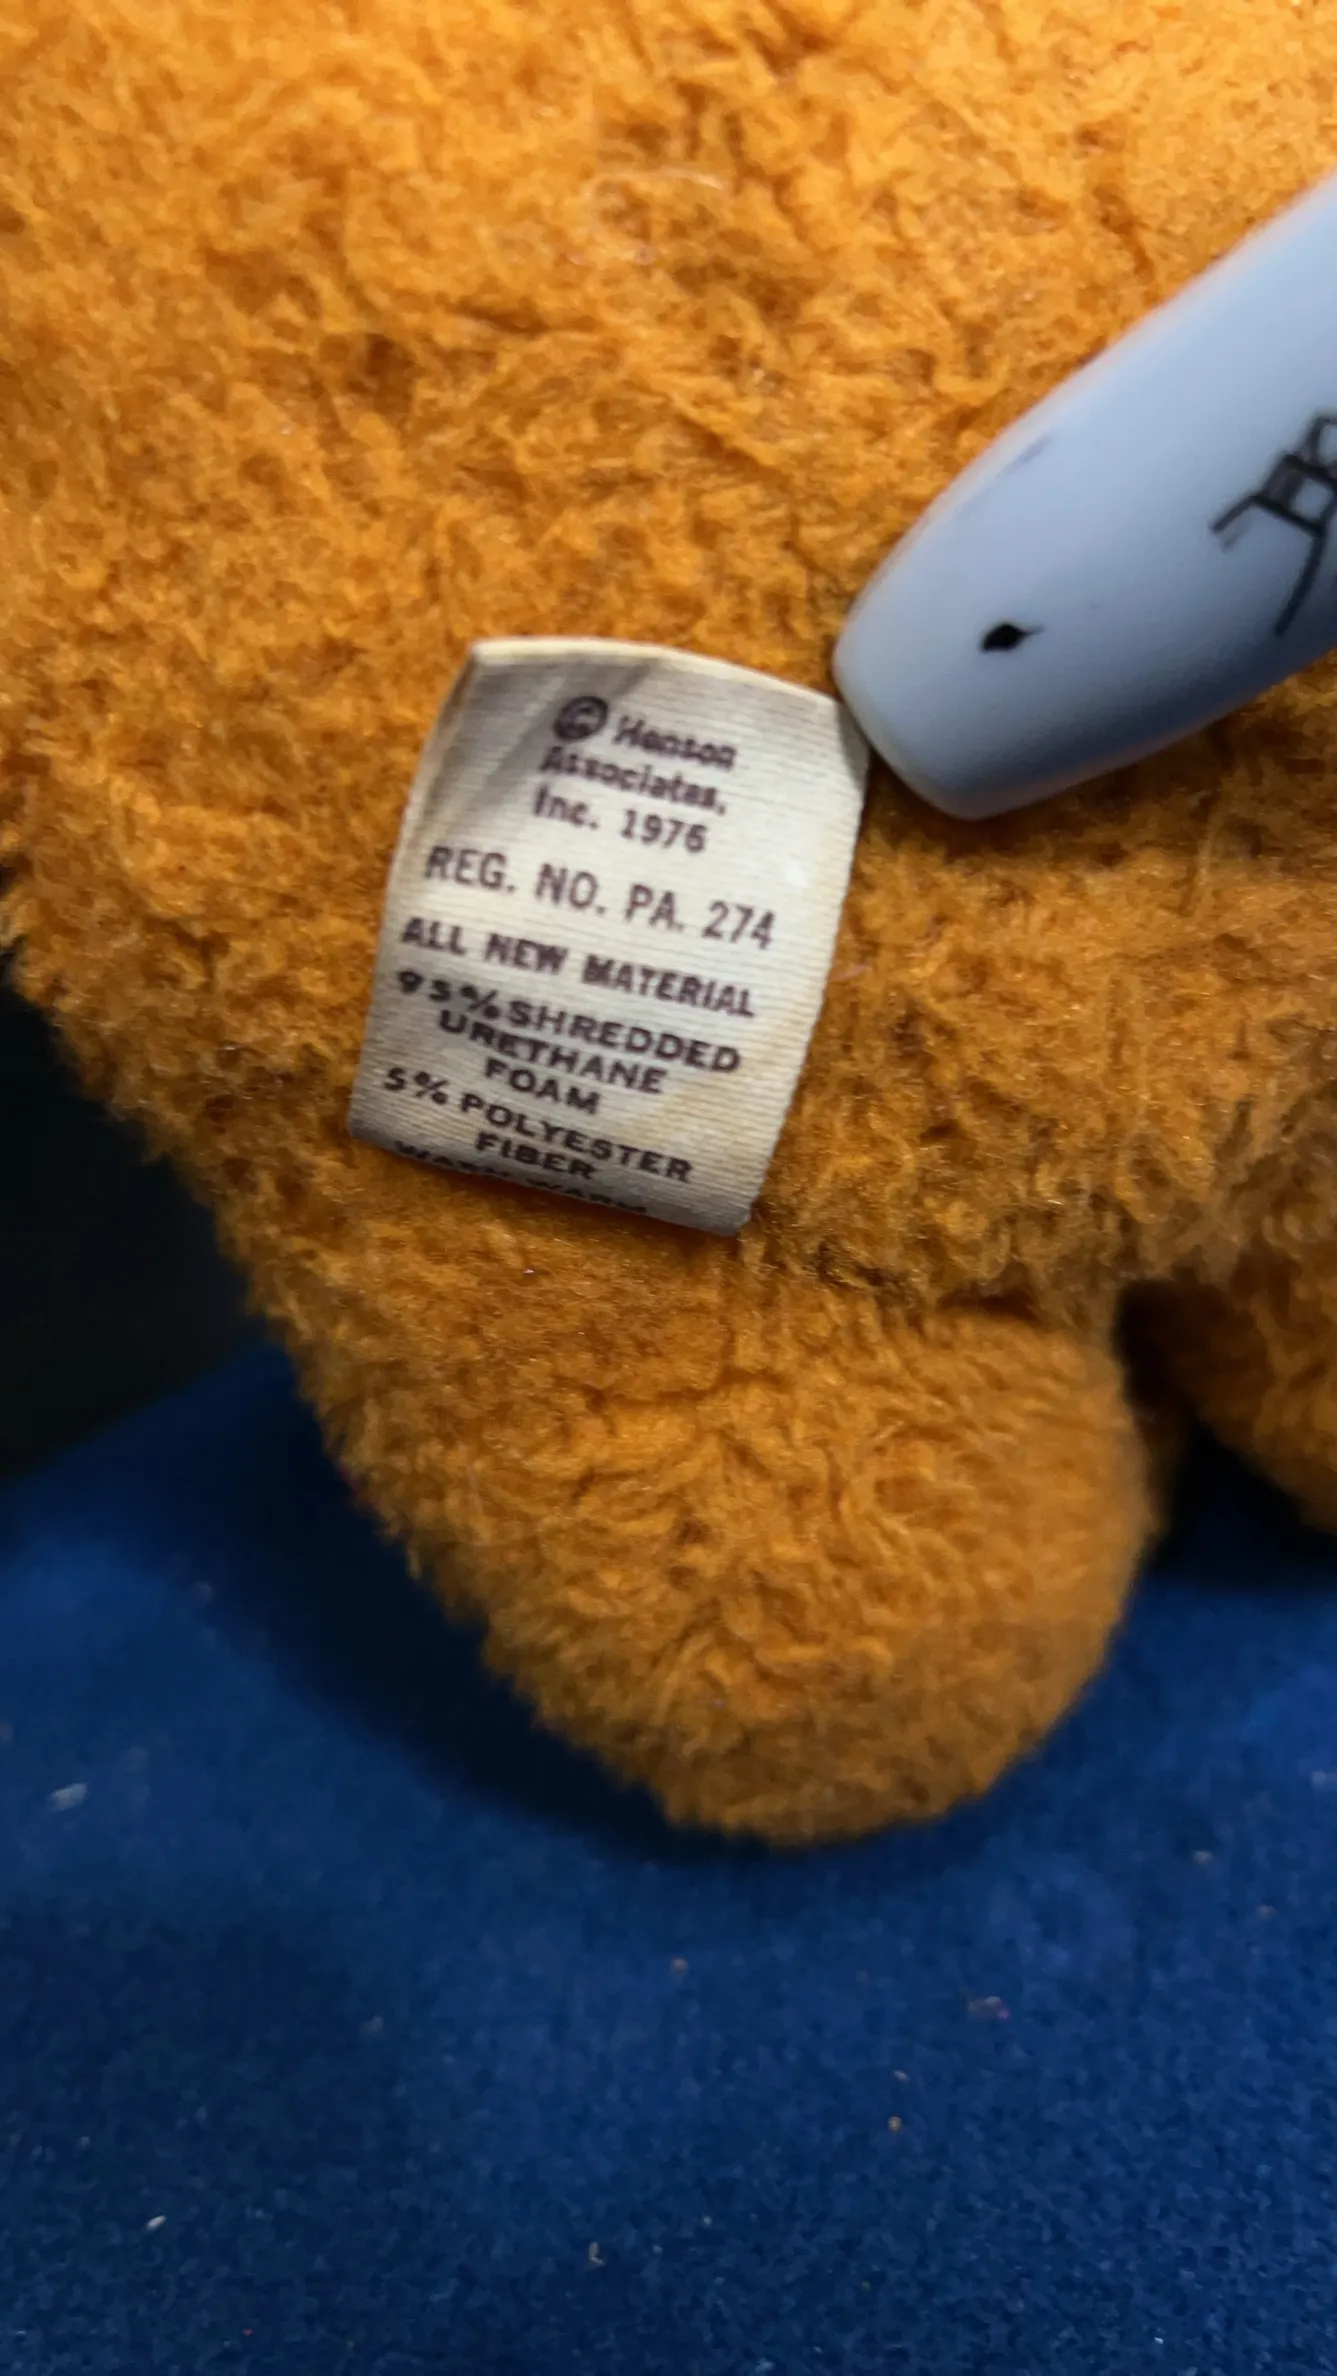 © Henson
Associates,
Inc. 1976
REG. NO. PA. 274
ALL NEW MATERIAL
95%SHREDDED
URETHANE
FOAM
5% POLYESTER
FIBER